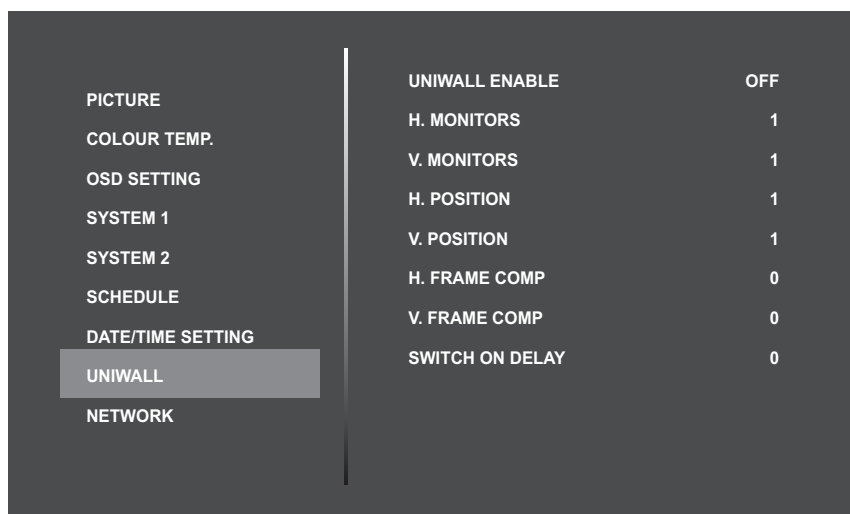 PICTURE
COLOUR TEMP.
OSD SETTING
SYSTEM 1
SYSTEM 2
SCHEDULE
DATE/TIME SETTING
UNIWALL
NETWORK
UNIWALL ENABLE OFF
H. MONITORS 1
V. MONITORS 1
H. POSITION 1
V. POSITION 1
H. FRAME COMP 0
V. FRAME COMP 0
SWITCH ON DELAY 0